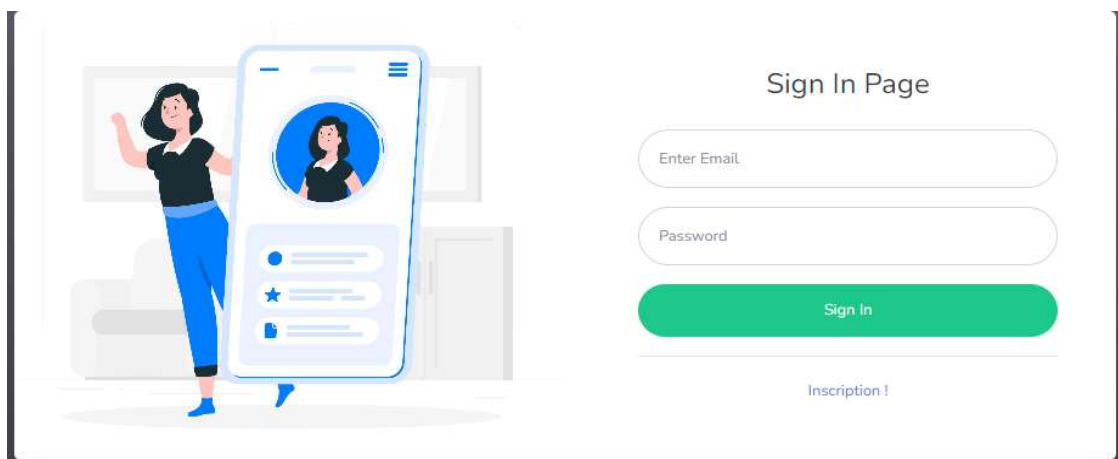 Sign In Page
Enter Email
Password
Sign In
Inscription !